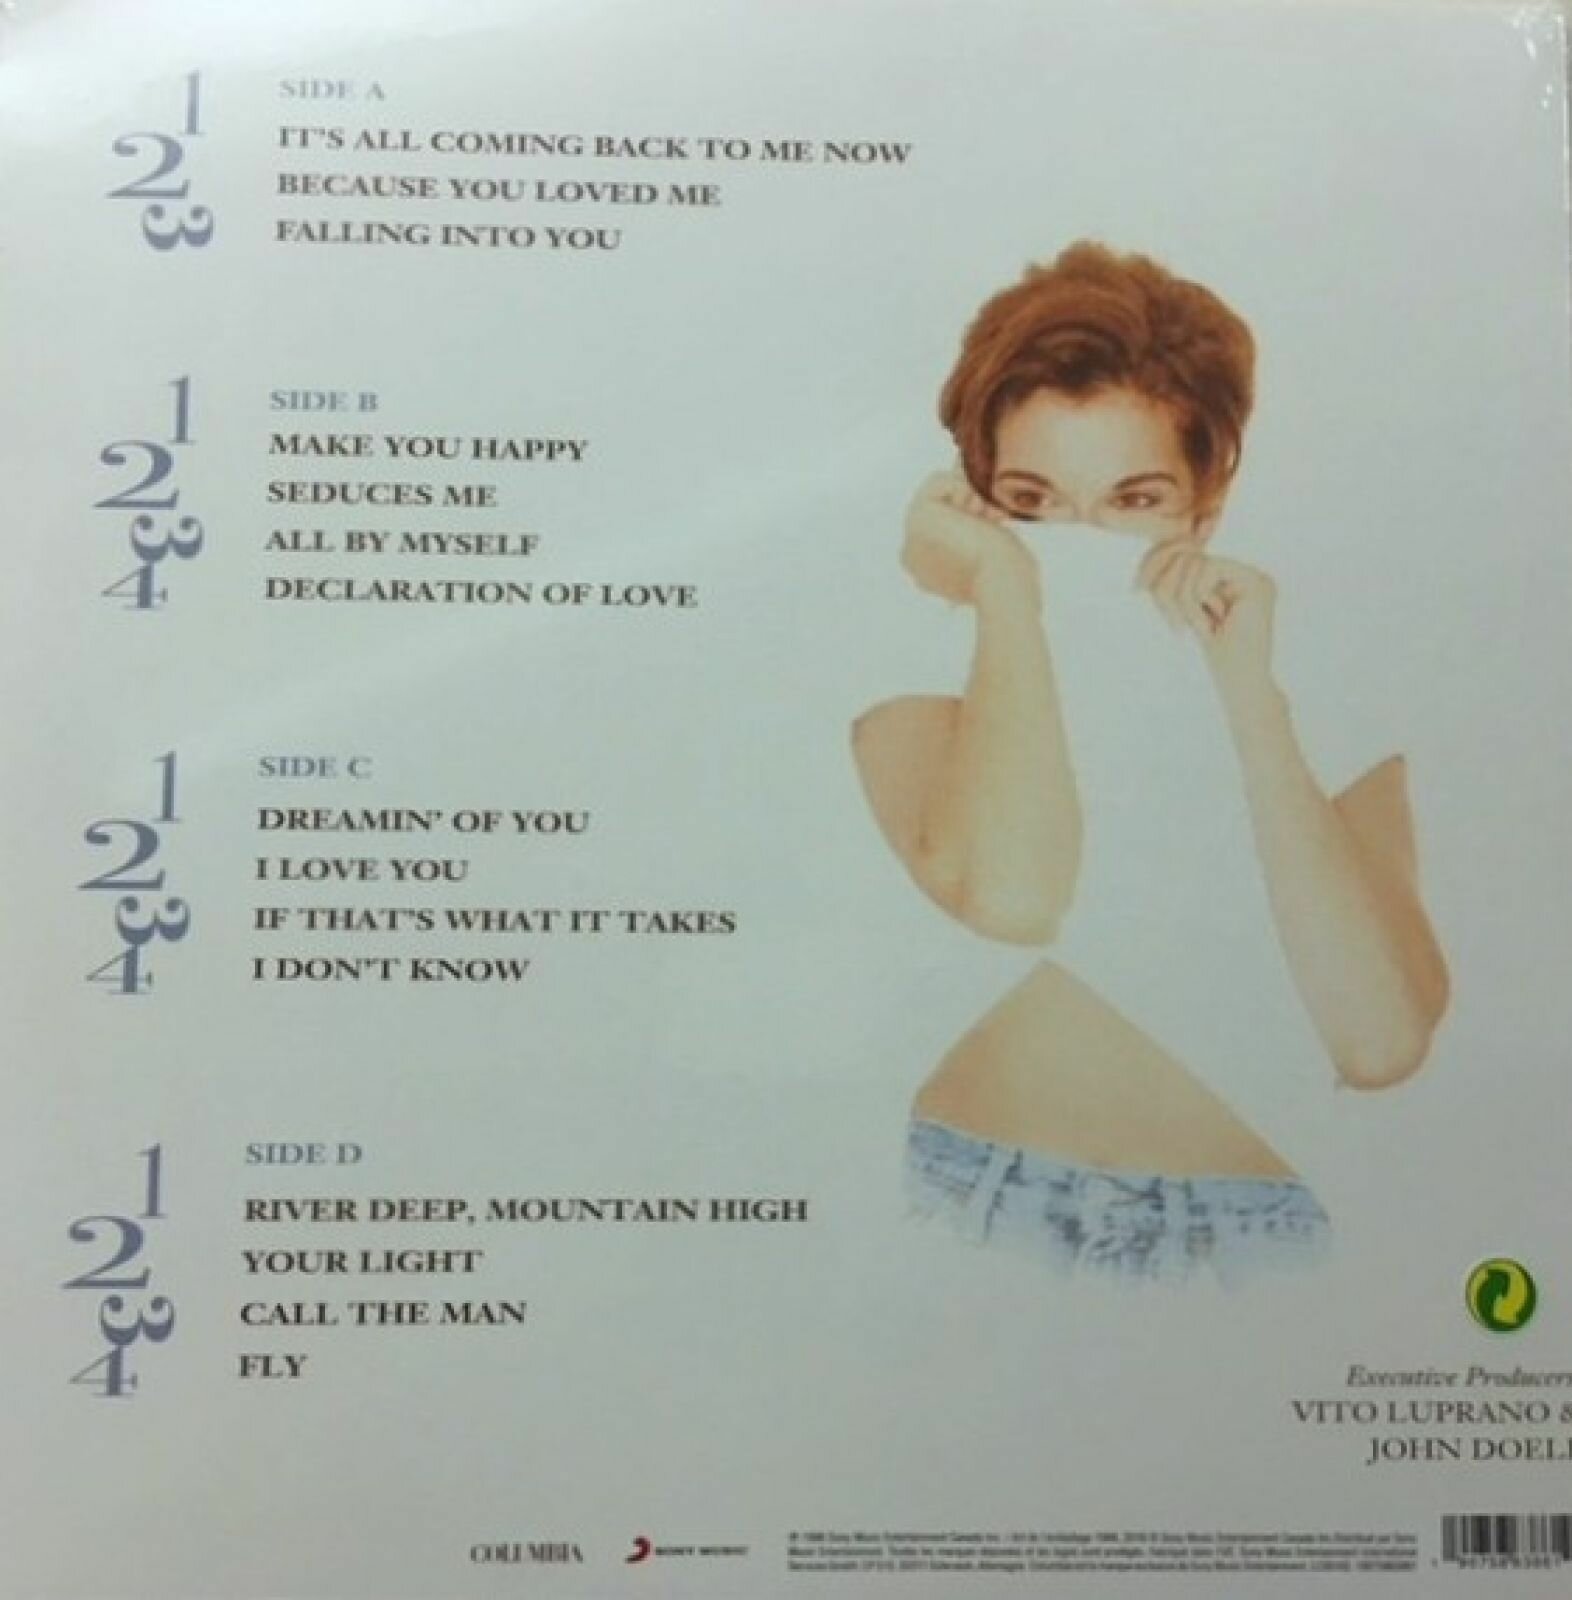 SIDE A
1 IT'S ALL COMING BACK TO ME NOW
2 BECAUSE YOU LOVED ME
3 FALLING INTO YOU
SIDE B
1 MAKE YOU HAPPY
2 SEDUCES ME
3 ALL BY MYSELF
4 DECLARATION OF LOVE
SIDE C
1 DREAMIN' OF YOU
2 I LOVE YOU
3 IF THAT'S WHAT IT TAKES
4 I DON'T KNOW
SIDE D
1 RIVER DEEP, MOUNTAIN HIGH
2 YOUR LIGHT
3 CALL THE MAN
4 FLY
Executive Producers
VITO LUPRANO &
JOHN DOEL
COLUMBIA
SONY MUSIC